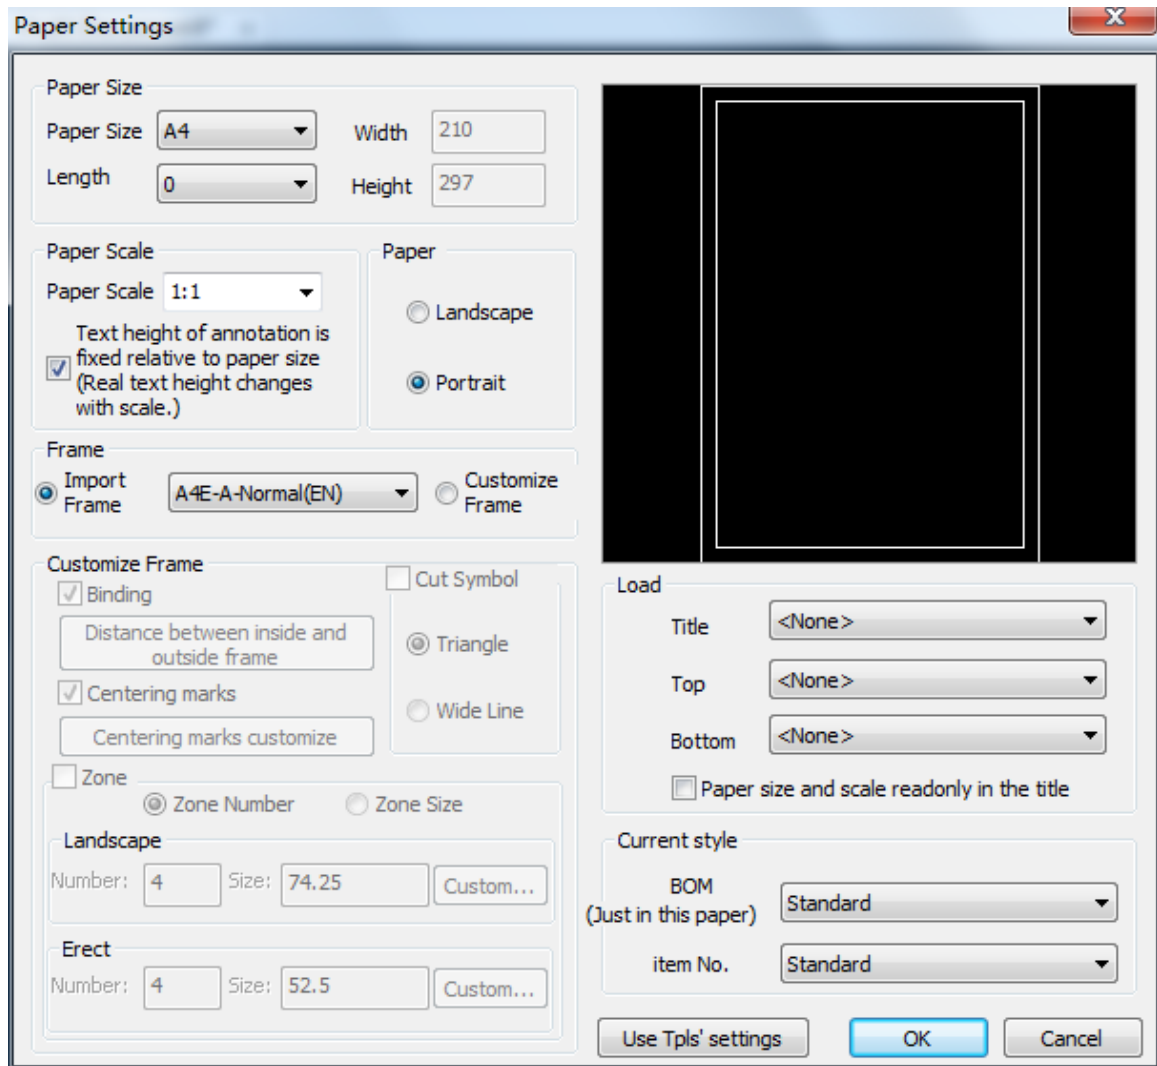 Paper Settings
Paper Size
Paper Size A4 Width 210
Length 0 Height 297
Paper Scale
Paper Scale 1:1
Text height of annotation is
fixed relative to paper size
(Real text height changes
with scale.)
Paper
Landscape
Portrait
Frame
Import
Frame
A4E-A-Normal(EN)
Customize
Frame
Customize Frame
Binding
Distance between inside and
outside frame
Centering marks
Centering marks customize
Cut Symbol
Triangle
Wide Line
Zone
Zone Number Zone Size
Landscape
Number: 4 Size: 74.25 Custom...
Erect
Number: 4 Size: 52.5 Custom...
Load
Title <None>
Top <None>
Bottom <None>
Paper size and scale readonly in the title
Current style
BOM
(Just in this paper)
Standard
item No. Standard
Use Tpls' settings OK Cancel